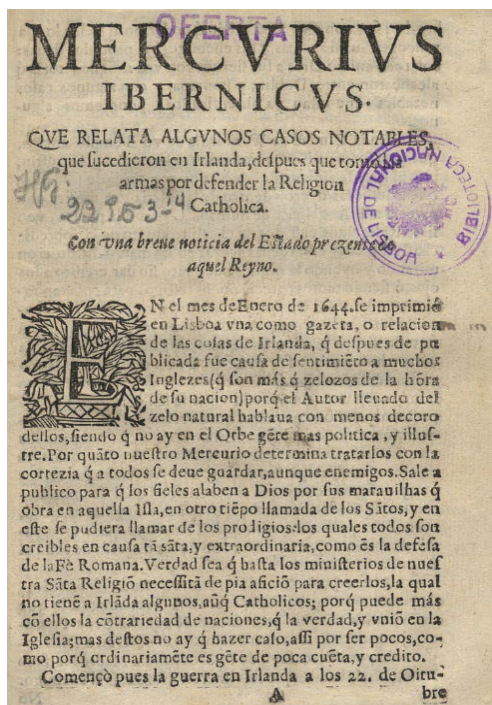 OFERTA
MERCVRIVS
IBERNICVS.
QVE RELATA ALGVNOS CASOS NOTABLES,
que sucedieron en Irlanda, despues que tomò las
armas por defender la Religion
Catholica.
Con vna breue noticia del Estado prezente de
aquel Reyno.
BIBLIOTECA NACIONAL DE LISBOA
EN el mes de Enero de 1644. se imprimiò
en Lisboa vna como gazeta, o relacion
de las cosas de Irlanda, q̃ despues de pu
blicada fue causa de sentimiẽto a muchos
Inglezes (q̃ son más q̃ zelozos de la hõra
de su nacion) porq̃ el Autor lleuado del
zelo natural hablaua con menos decoro
dellos, siendo q̃ no ay en el Orbe gẽte mas politica, y illus-
tre. Por quãto nuestro Mercurio determina tratarlos con la
cortezia q̃ a todos se deue guardar, aunque enemigos. Sale a
publico para q̃ los fieles alaben a Dios por sus marauilhas q̃
obra en aquella Isla, en otro tiẽpo llamada de los Sãtos, y en
este se pudiera llamar de los prodigios: los quales todos son
creibles en causa tã sãta, y extraordinaria, como ẽs la defẽsa
de la Fè Romana. Verdad sea q̃ hasta los ministerios de nues
tra Sãta Religiõ necessitã de pia aficiõ para creerlos, la qual
no tienẽ a Irlãda algunos, aũq̃ Catholicos; porq̃ puede más
cõ ellos la cõtrariedad de naciones, q̃ la verdad, y vniõ en la
Iglesia; mas destos no ay q̃ hazer caso, assi por ser pocos, co-
mo porq̃ ordinariamẽte es gẽte de poca cuẽta, y credito.
Començò pues la guerra en Irlanda a los 22. de Oitu-
A
bre